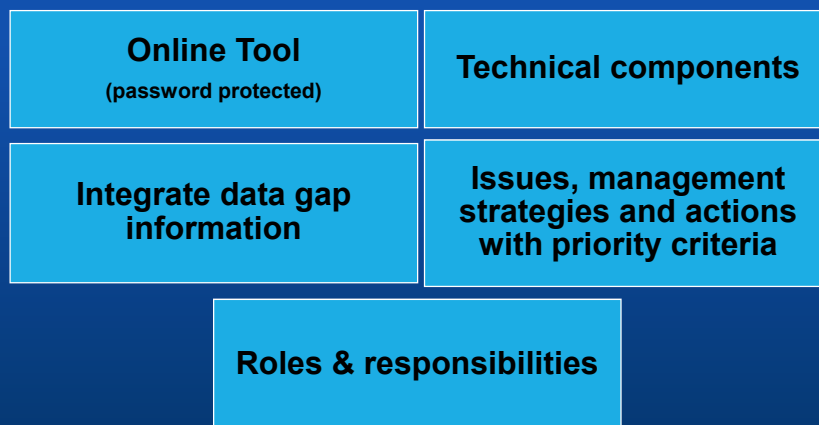 Online Tool
(password protected)
Technical components
Integrate data gap
information
Issues, management
strategies and actions
with priority criteria
Roles & responsibilities